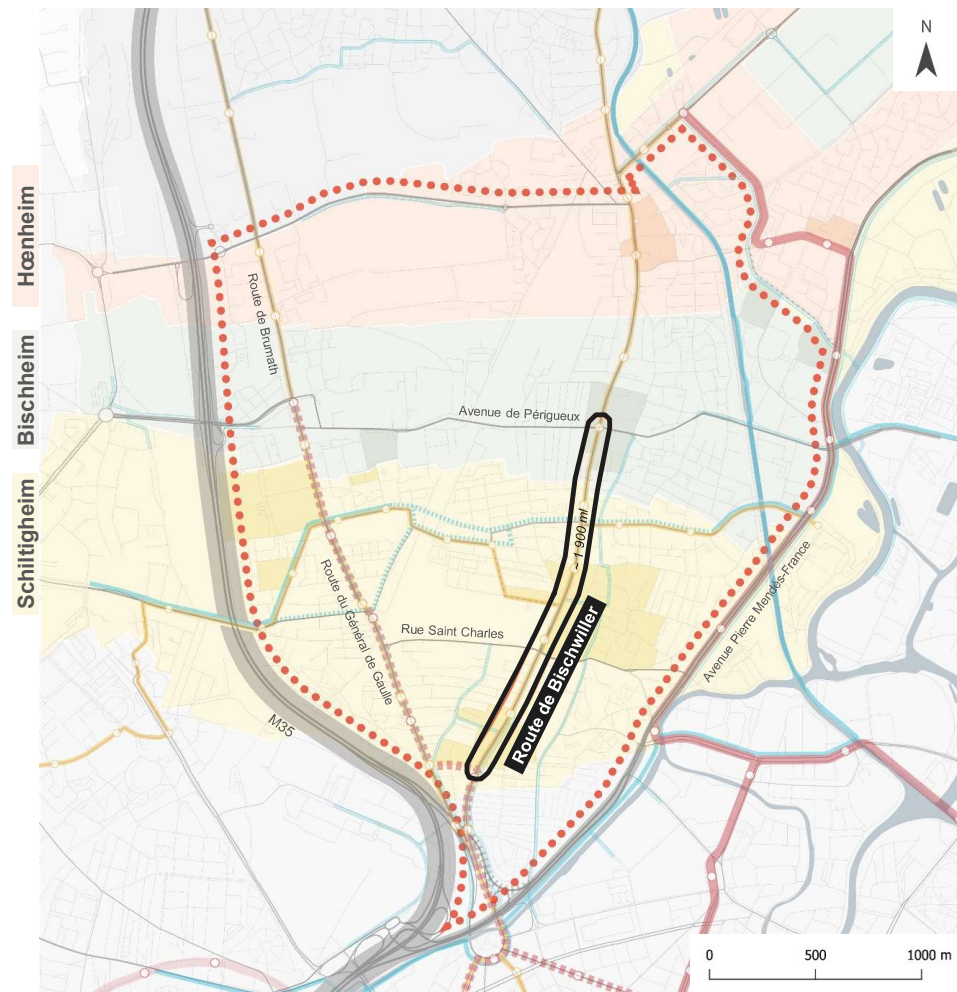 N
Hœnheim
Bischheim
Schiltigheim
Route de Brumath
Avenue de Périgueux
~ 1 900 ml
Route du Général de Gaulle
Rue Saint Charles
Route de Bischwiller
Avenue Pierre Mendès-France
M35
0 500 1000 m